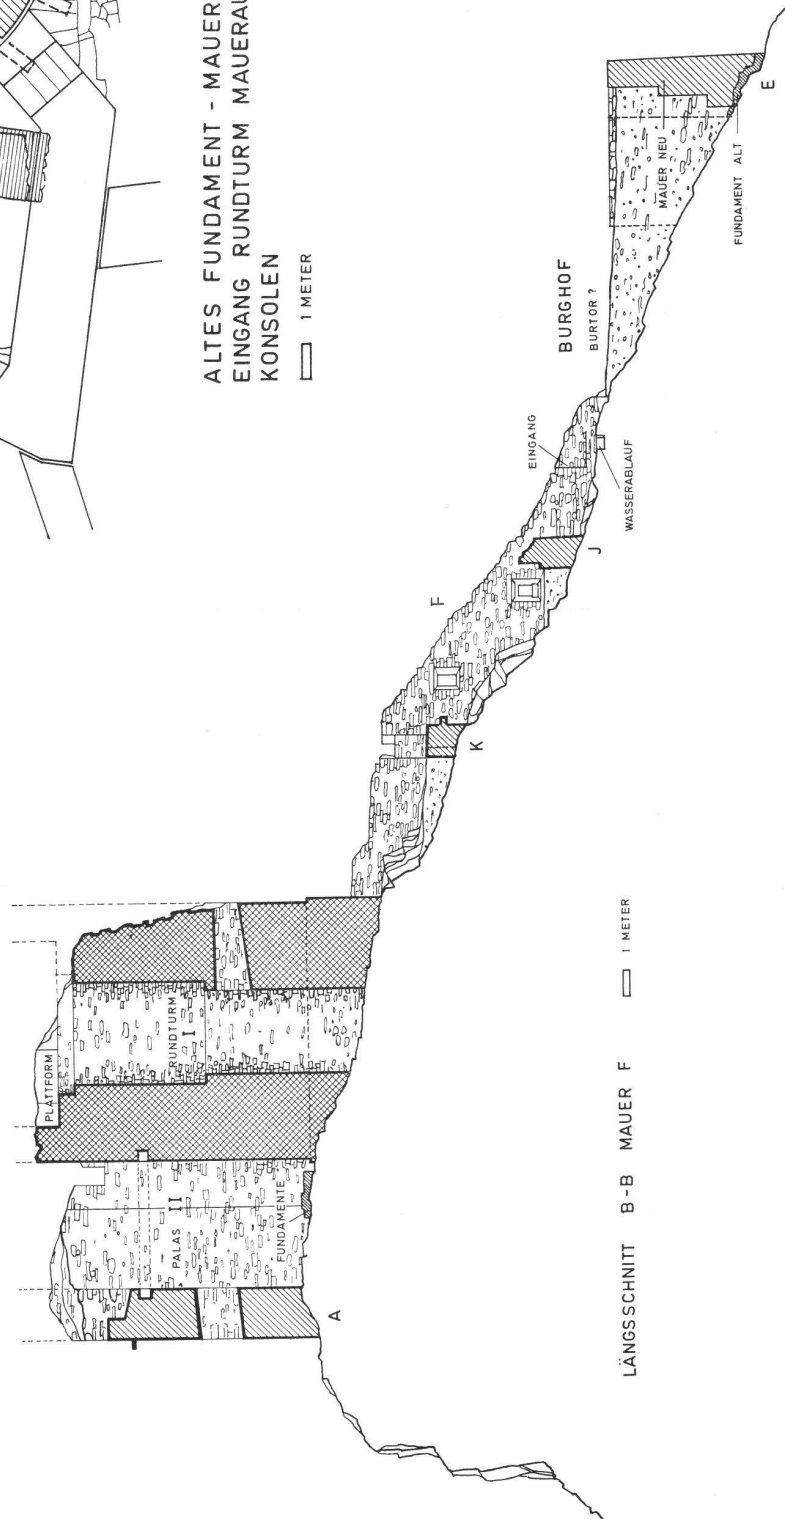 ALTES FUNDAMENT - MAUER
EINGANG RUNDTURM
KONSOLEN
1 METER
PLATTFORM
RUNDTURM
I
PALAS II
FUNDAMENTE
A
K
F
J
EINGANG
WASSERABLAUF
BURGHOF
BURTOR ?
MAUER NEU
FUNDAMENT ALT
E
LÄNGSSCHNITT B-B MAUER F
1 METER